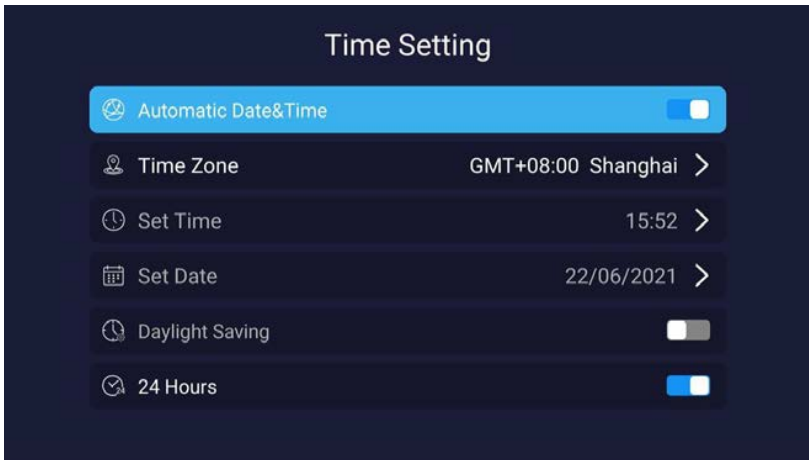 Time Setting
Automatic Date&Time
Time Zone GMT+08:00 Shanghai
Set Time 15:52
Set Date 22/06/2021
Daylight Saving
24 Hours